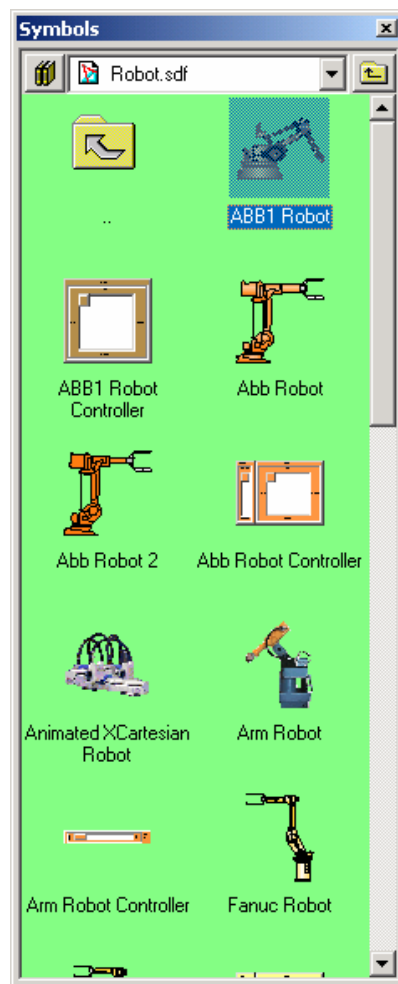 Symbols
Robot.sdf
..
ABB1 Robot
ABB1 Robot
Controller
Abb Robot
Abb Robot 2
Abb Robot Controller
Animated XCartesian
Robot
Arm Robot
Arm Robot Controller
Fanuc Robot